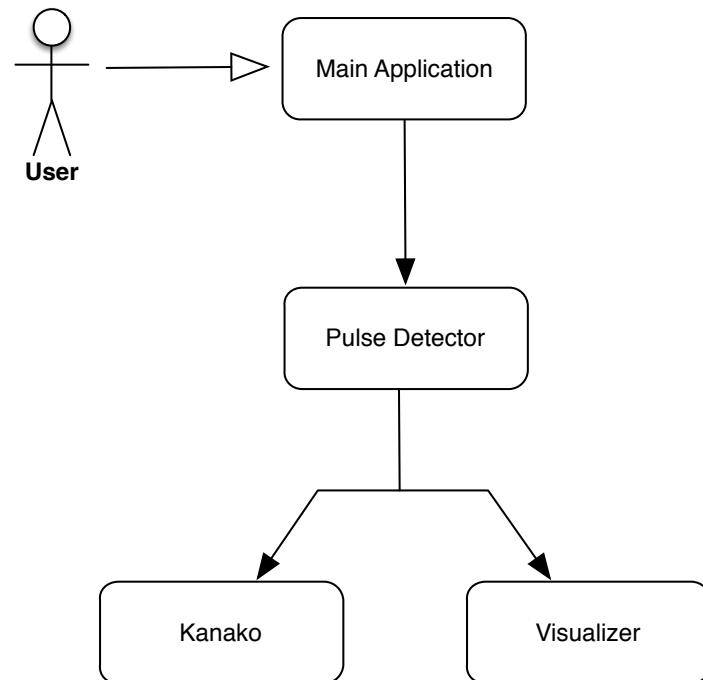 Main Application
User
Pulse Detector
Kanako
Visualizer